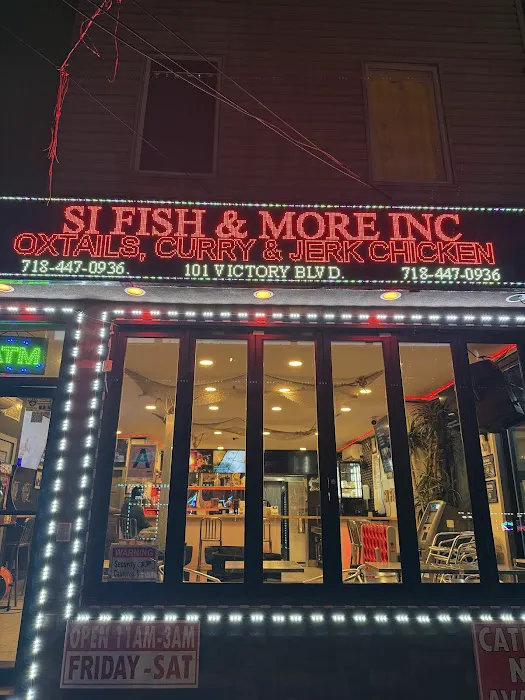 SI FISH & MORE INC
OXTAILS, CURRY & JERK CHICKEN
718-447-0936. 101 VICTORY BLVD. 718-447-0936
ATM
A
WARNING
Security
OPEN 11AM-3AM
FRIDAY-SAT